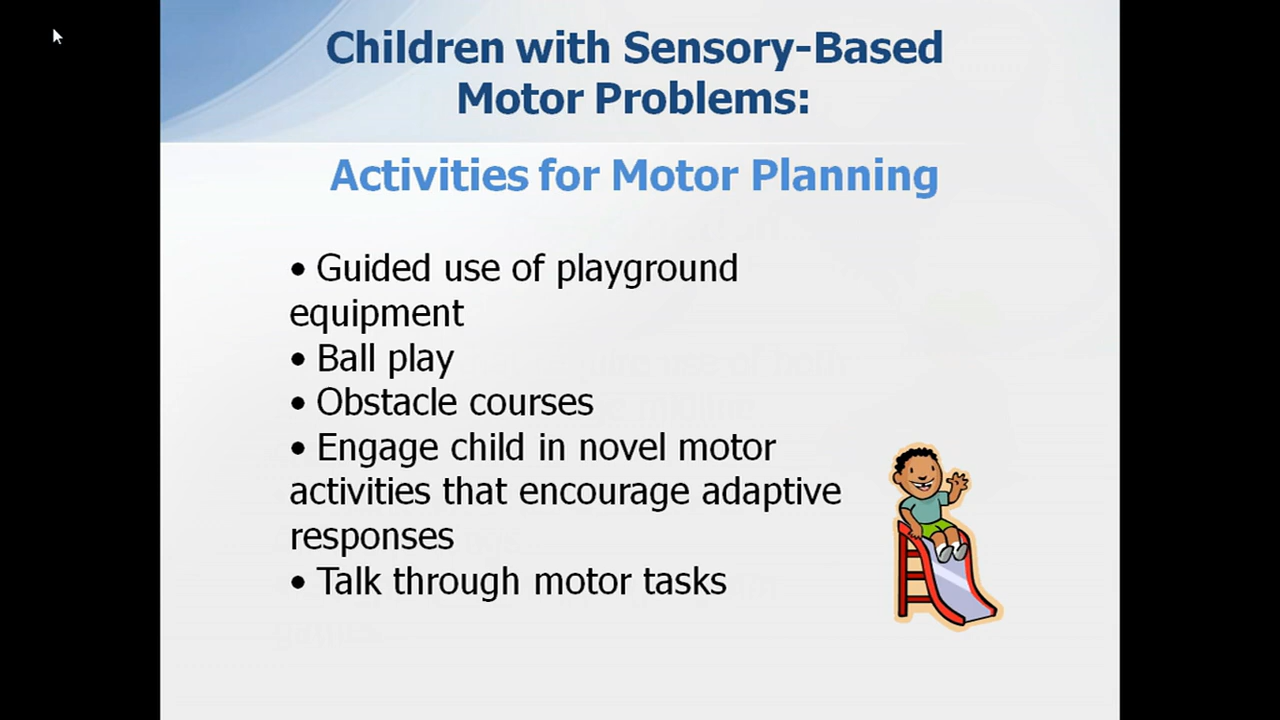 Children with Sensory-Based
Motor Problems:
Activities for Motor Planning
• Guided use of playground
equipment
• Ball play
• Obstacle courses
• Engage child in novel motor
activities that encourage adaptive
responses
• Talk through motor tasks